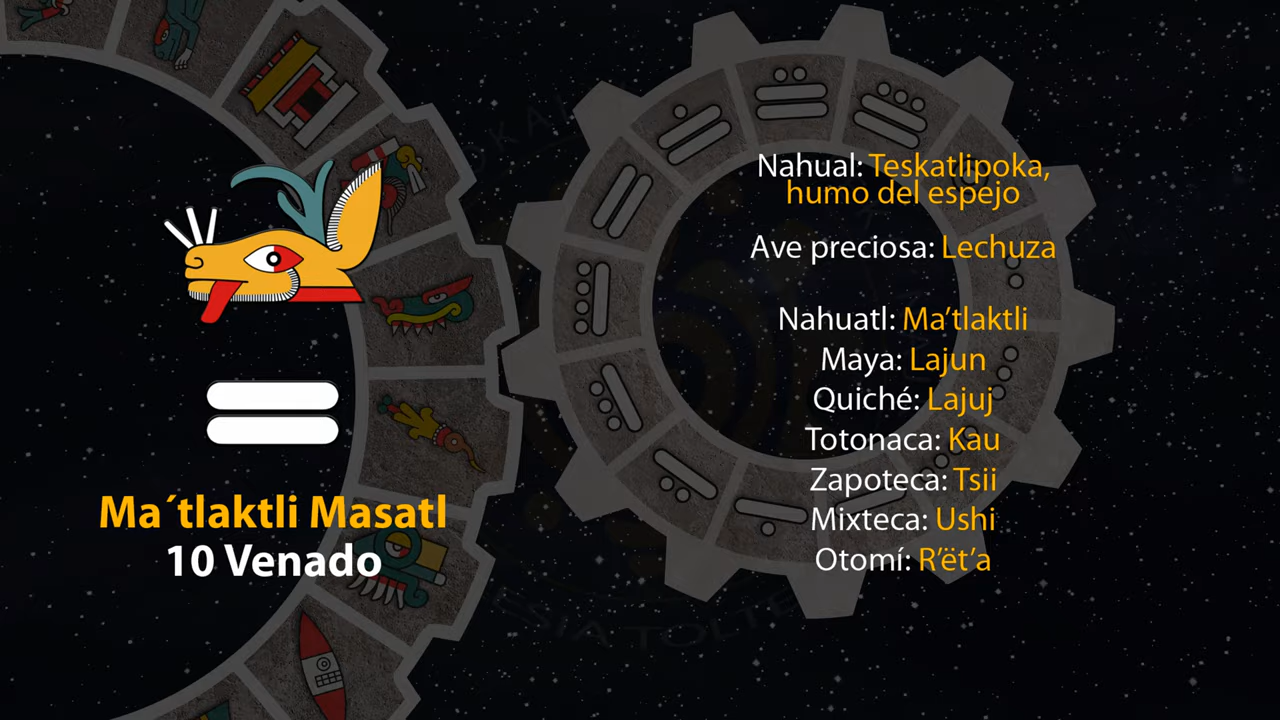 Ma´tlaktli Masatl
10 Venado
Nahual: Teskatlipoka,
humo del espejo
Ave preciosa: Lechuza
Nahuatl: Ma’tlaktli
Maya: Lajun
Quiché: Lajuj
Totonaca: Kau
Zapoteca: Tsii
Mixteca: Ushi
Otomí: R’ët’a